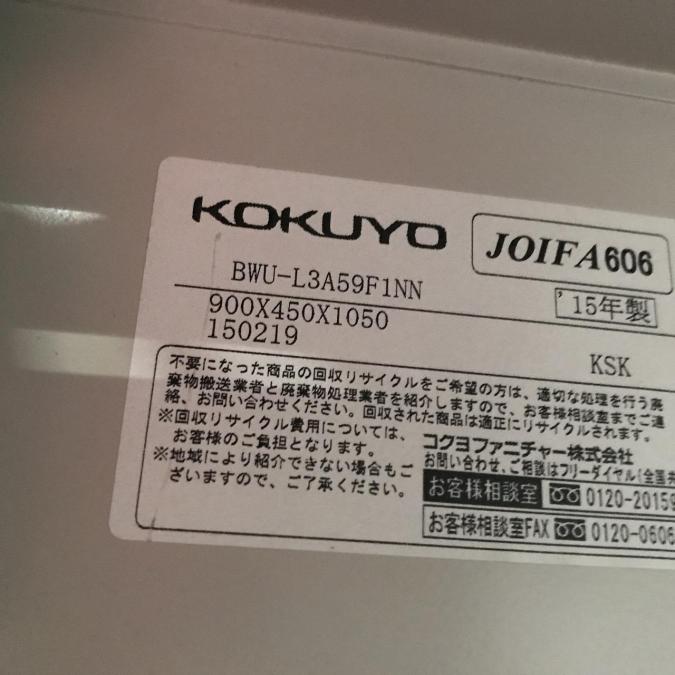 KOKUYO
JOIFA606
BWU-L3A59F1NN
'15年製
900X450X1050
150219
KSK
不要になった商品の回収リサイクルをご希望の方は、適切な処理を行う廃
棄物搬送業者と廃棄物処理業者を紹介しますので、お客様相談室までご連
絡、お問い合わせください。回収された商品は適正にリサイクルされます。
※回収リサイクル費用については、
お客様のご負担となります。
※地域により紹介できない場合もご
ざいますので、ご了承ください。
コクヨファニチャー株式会社
お問い合わせ、ご相談はフリーダイヤル(全国共
お客様相談室 0120-20159
お客様相談室FAX 0120-0606